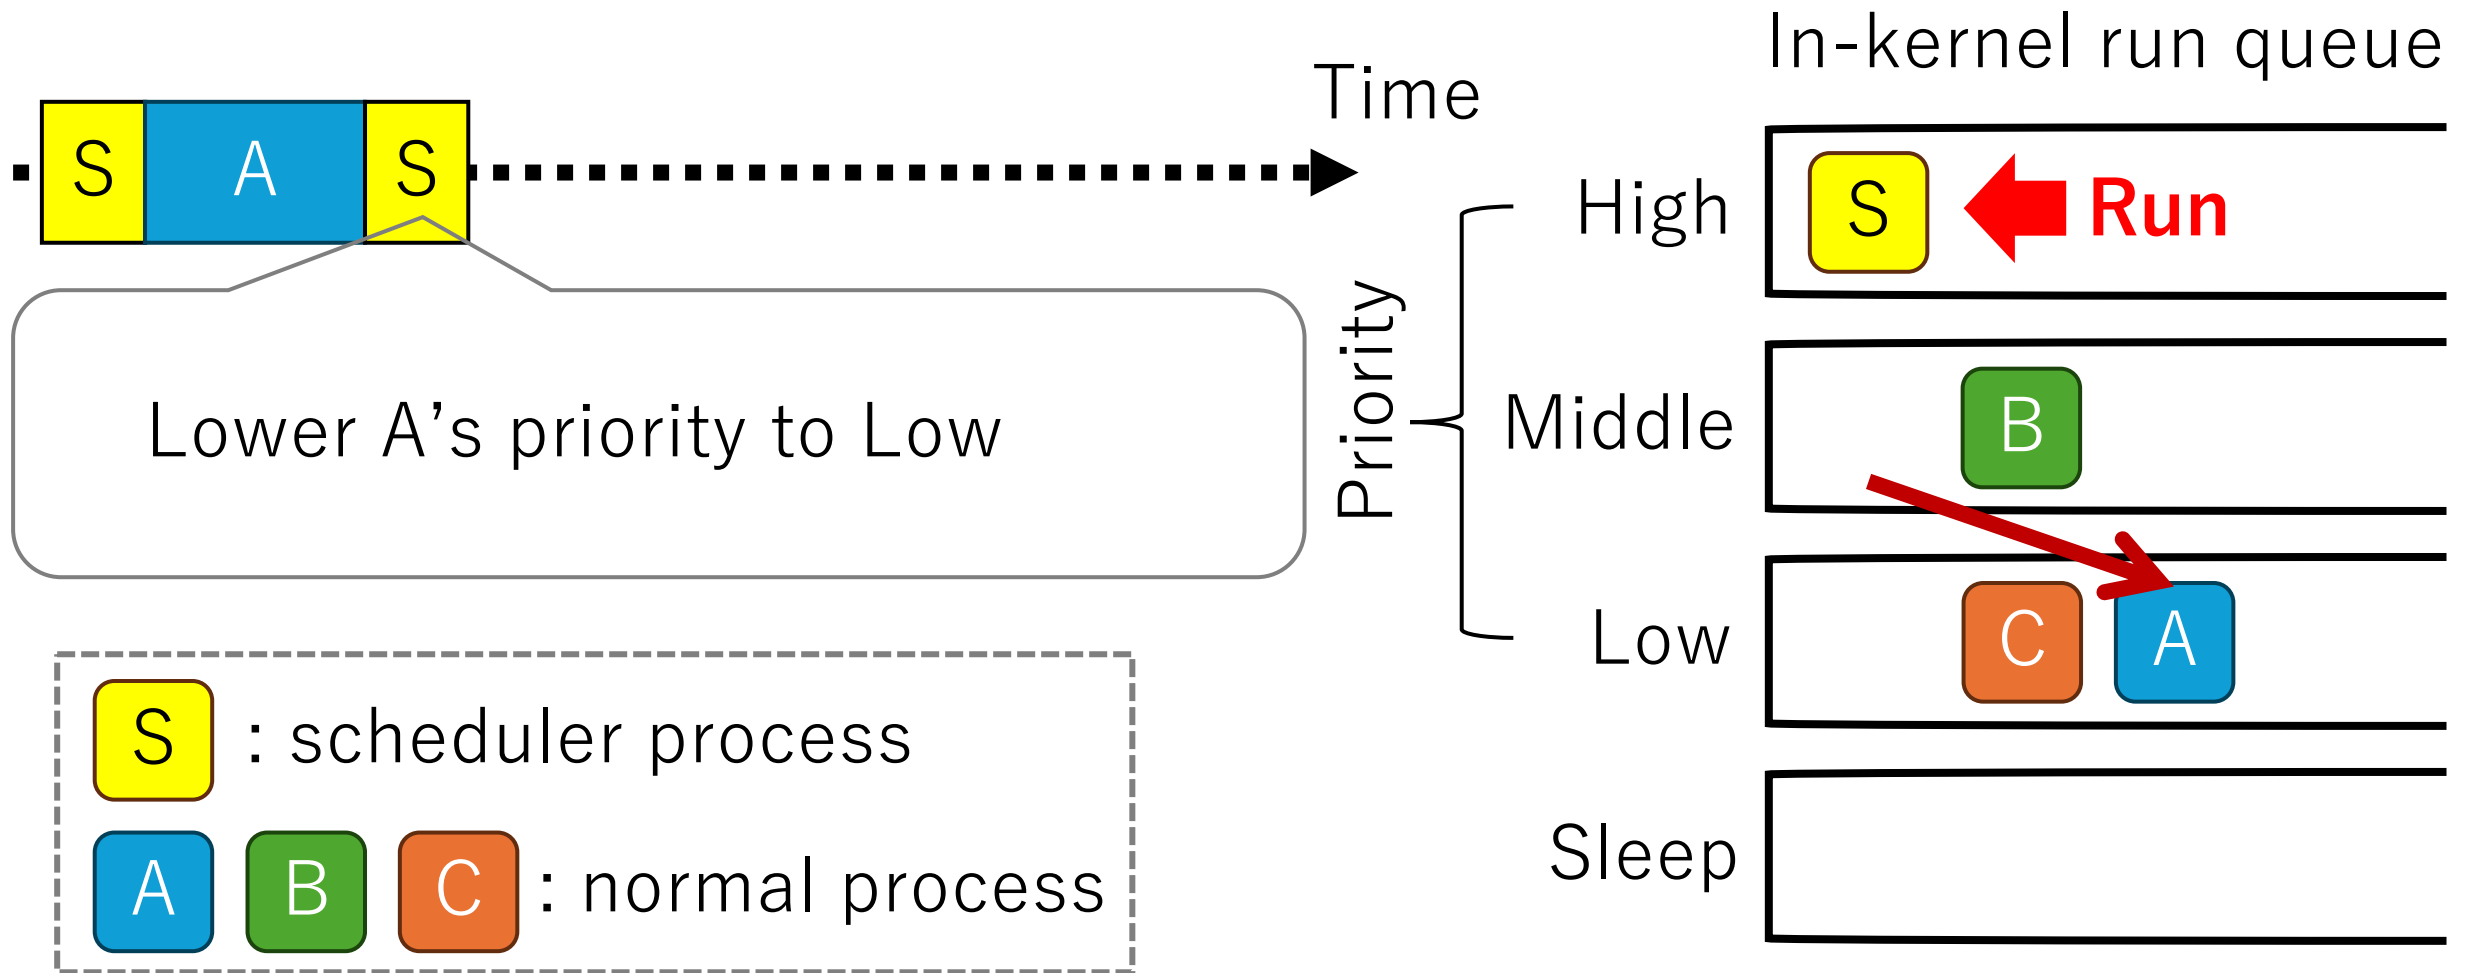 In-kernel run queue
Time
S A S
High
S Run
Priority
Middle
B
Lower A’s priority to Low
Low
C A
S : scheduler process
Sleep
A B C : normal process